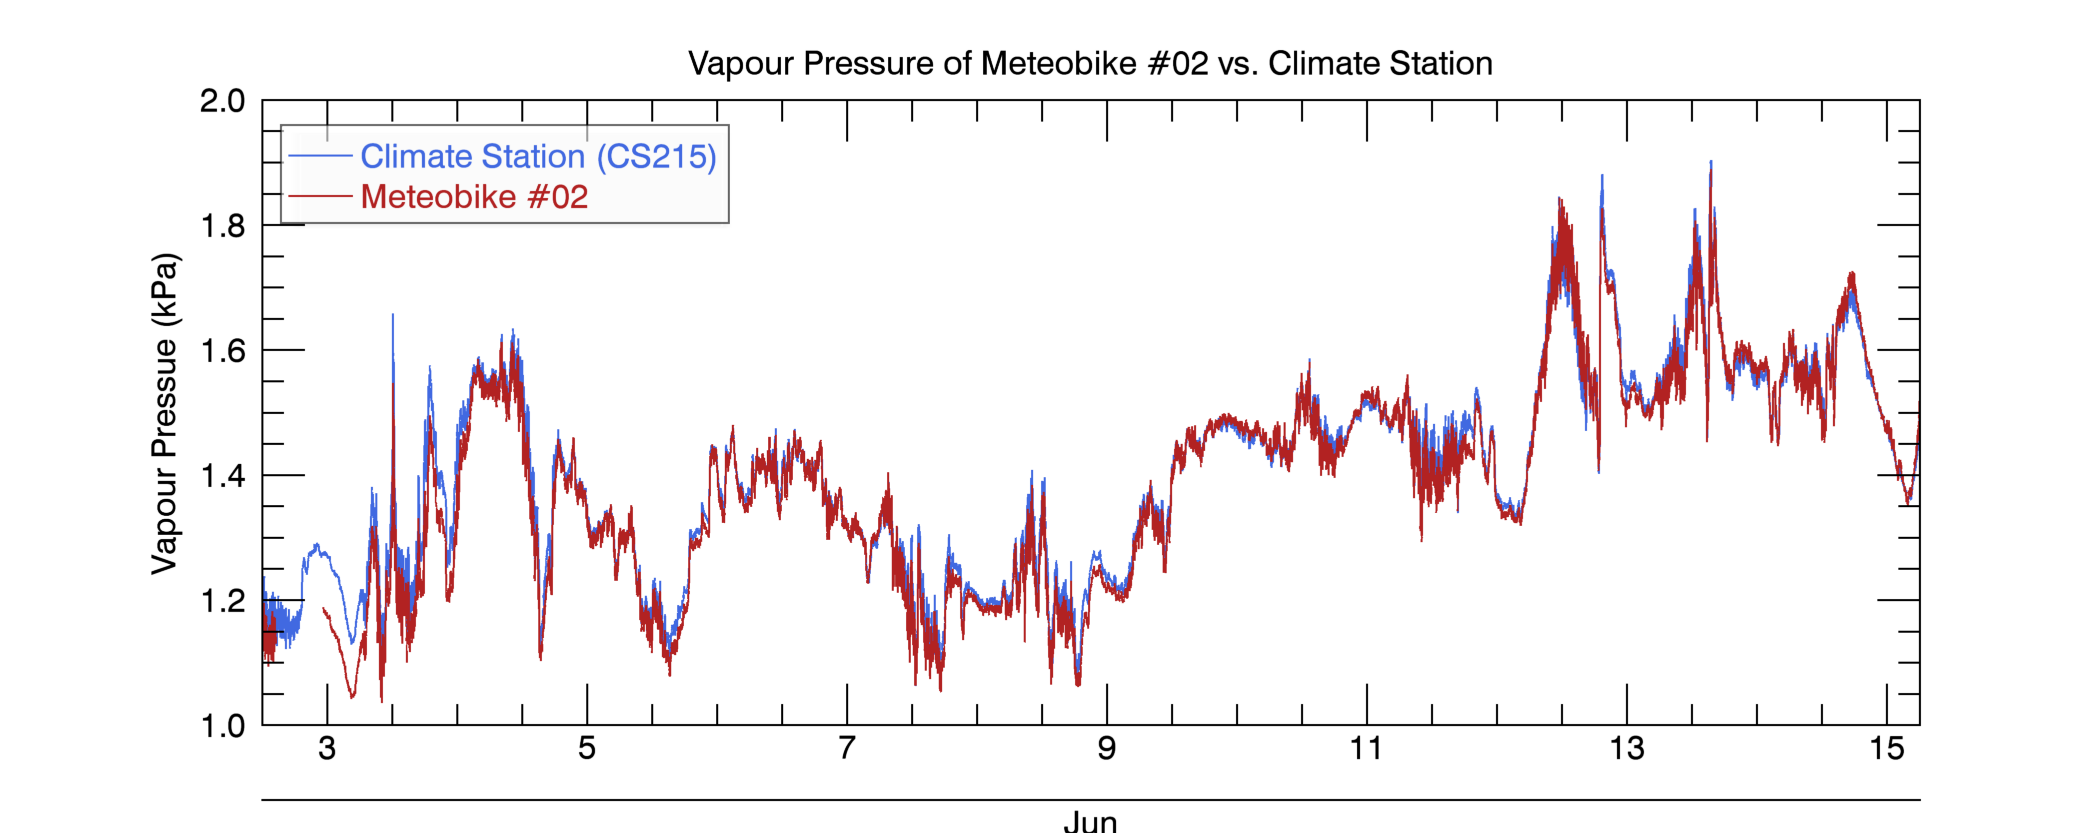 Vapour Pressure of Meteobike #02 vs. Climate Station
2.0
Climate Station (CS215)
Meteobike #02
1.8
1.6
1.4
1.2
1.0
Vapour Pressue (kPa)
3 5 7 9 11 13 15
Jun